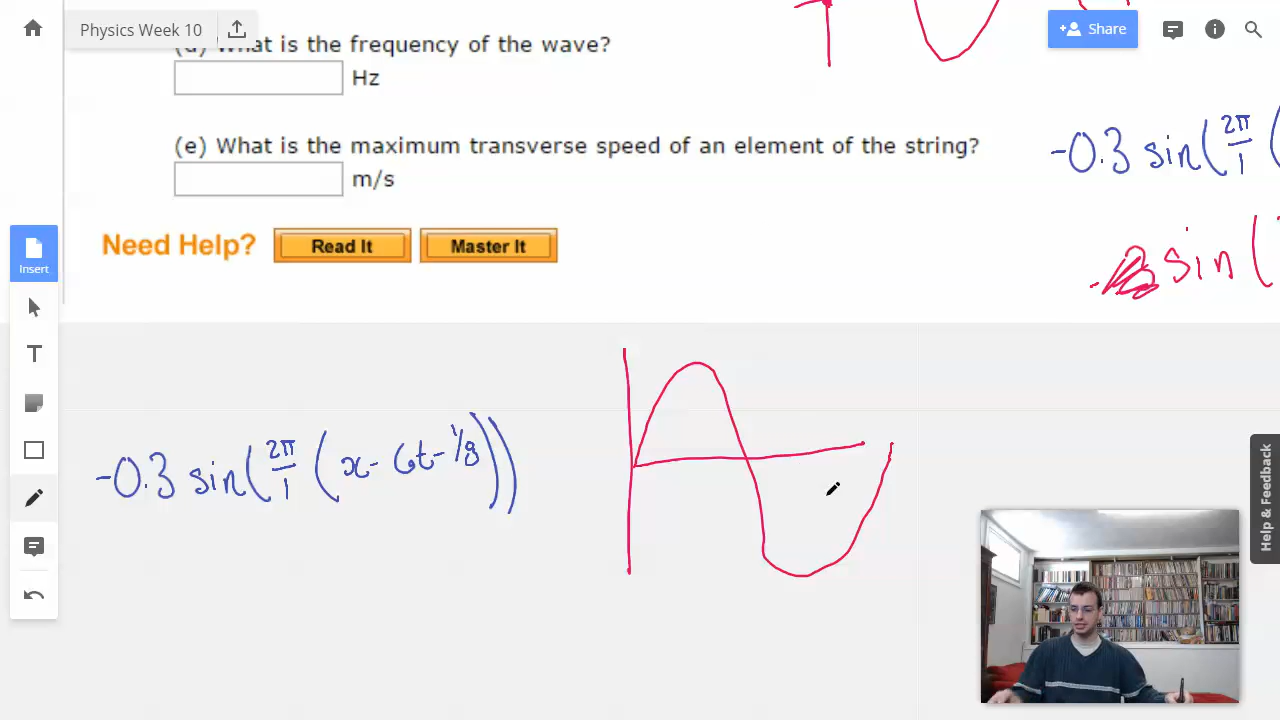 Physics Week 10
Share
What is the frequency of the wave?
Hz
(e) What is the maximum transverse speed of an element of the string?
m/s
-0.3 sin(2π/1 (
Need Help? Read It Master It
sin (
Insert
T
-0.3 sin(2π/1 (x-6t-1/8))
Help & Feedback